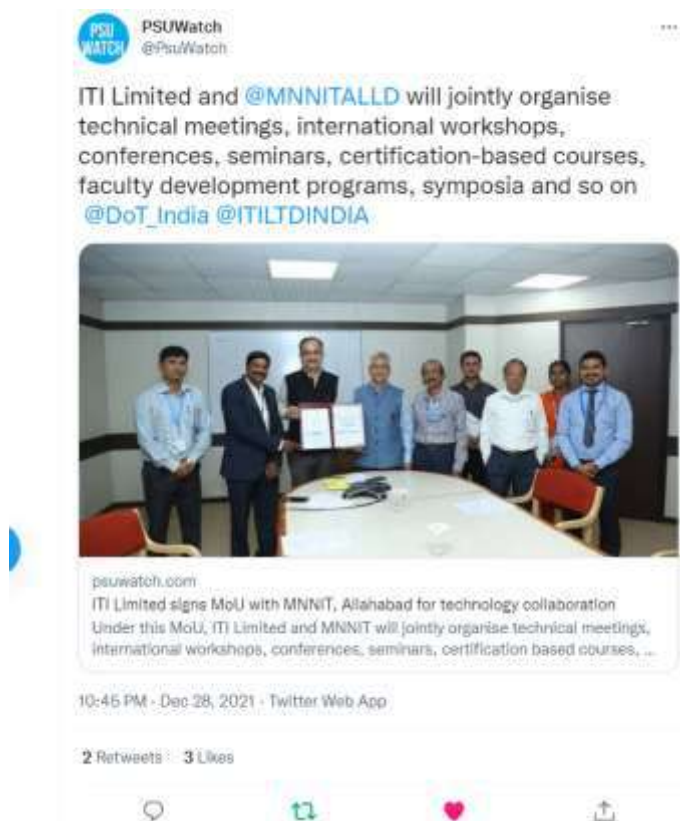 PSU
WATCH
PSUWatch
@PsuWatch
ITI Limited and @MNNITALLD will jointly organise
technical meetings, international workshops,
conferences, seminars, certification-based courses,
faculty development programs, symposia and so on
@DoT_India @ITILTDINDIA
psuwatch.com
ITI Limited signs MoU with MNNIT, Allahabad for technology collaboration
Under this MoU, ITI Limited and MNNIT will jointly organise technical meetings,
international workshops, conferences, seminars, certification based courses, ...
10:45 PM · Dec 28, 2021 · Twitter Web App
2 Retweets 3 Likes